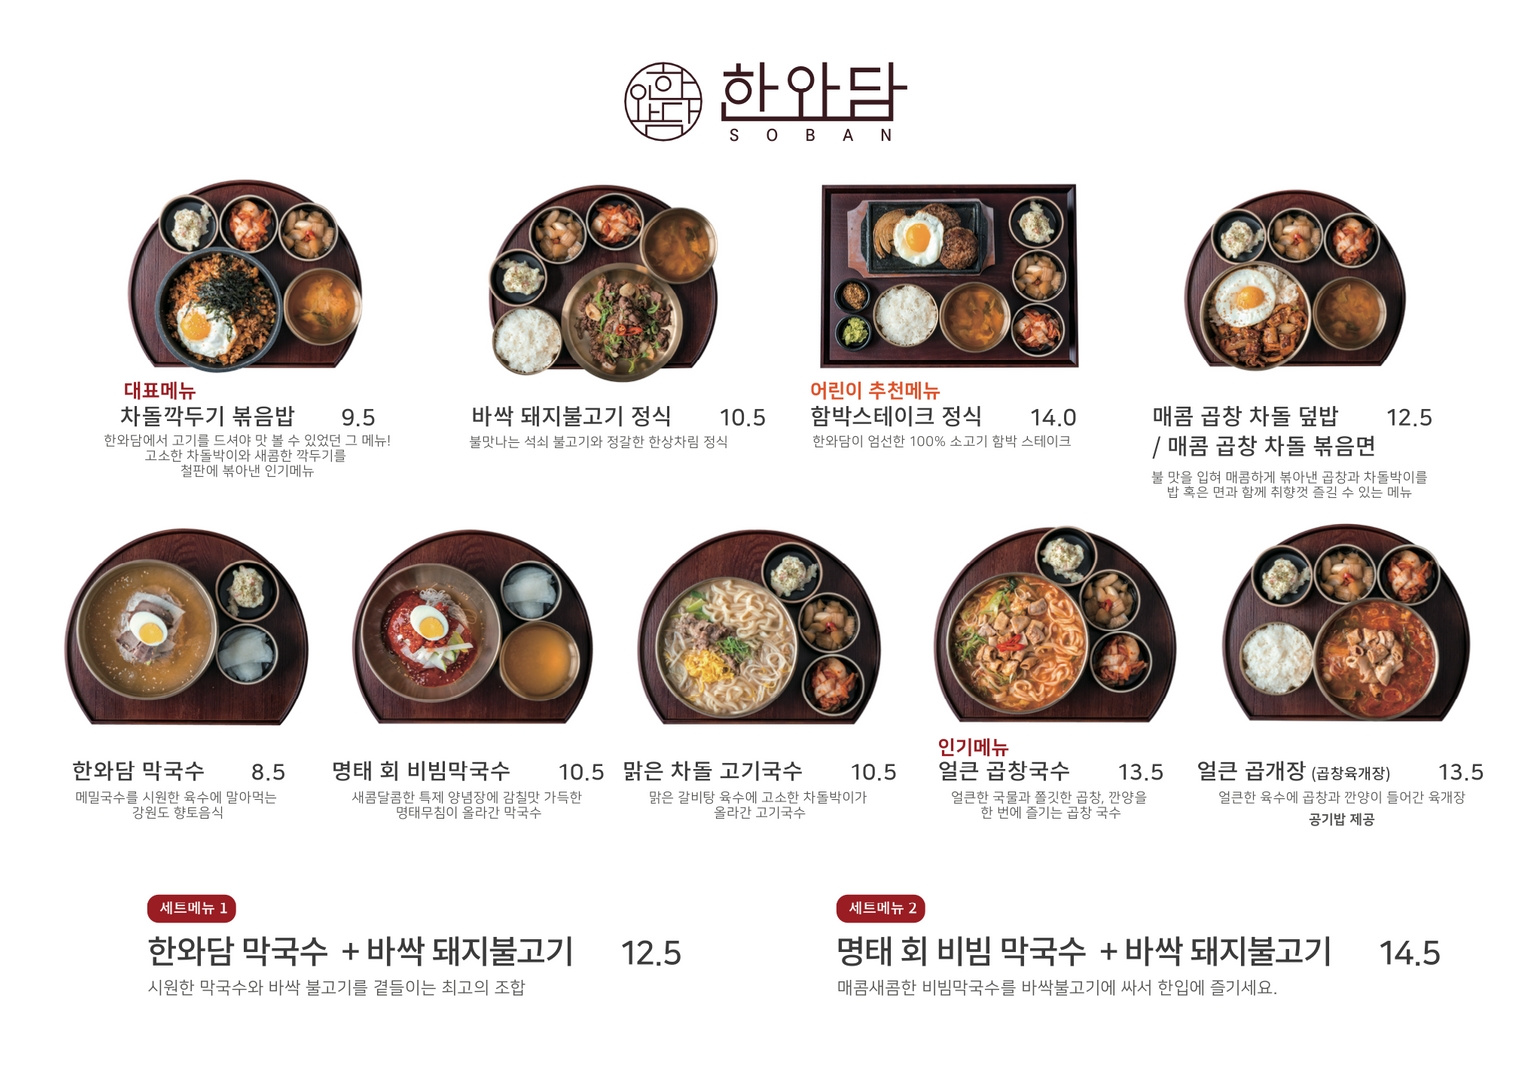 한와담
SOBAN
대표메뉴
차돌깍두기 볶음밥 9.5
한와담에서 고기를 드셔야 맛 볼 수 있었던 그 메뉴!
고소한 차돌박이와 새콤한 깍두기를
철판에 볶아낸 인기메뉴
바싹 돼지불고기 정식 10.5
불맛나는 석쇠 불고기와 정갈한 한상차림 정식
어린이 추천메뉴
함박스테이크 정식 14.0
한와담이 엄선한 100% 소고기 함박 스테이크
매콤 곱창 차돌 덮밥 12.5
/ 매콤 곱창 차돌 볶음면
불 맛을 입혀 매콤하게 볶아낸 곱창과 차돌박이를
밥 혹은 면과 함께 취향껏 즐길 수 있는 메뉴
한와담 막국수 8.5
메밀국수를 시원한 육수에 말아먹는
강원도 향토음식
명태 회 비빔막국수 10.5
새콤달콤한 특제 양념장에 감칠맛 가득한
명태무침이 올라간 막국수
맑은 차돌 고기국수 10.5
맑은 갈비탕 육수에 고소한 차돌박이가
올라간 고기국수
인기메뉴
얼큰 곱창국수 13.5
얼큰한 국물과 쫄깃한 곱창, 깐양을
한 번에 즐기는 곱창 국수
얼큰 곱개장 (곱창육개장) 13.5
얼큰한 육수에 곱창과 깐양이 들어간 육개장
공기밥 제공
세트메뉴 1
한와담 막국수 + 바싹 돼지불고기 12.5
시원한 막국수와 바싹 불고기를 곁들이는 최고의 조합
세트메뉴 2
명태 회 비빔 막국수 + 바싹 돼지불고기 14.5
매콤새콤한 비빔막국수를 바싹불고기에 싸서 한입에 즐기세요.